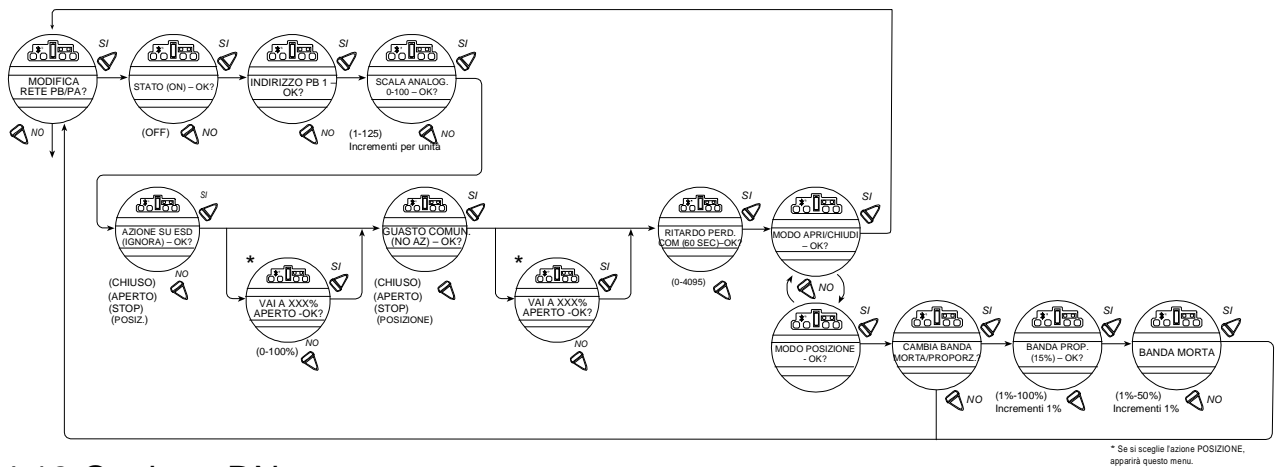 SI
SI
SI
SI
MODIFICA
RETE PB/PA?
STATO (ON) – OK?
INDIRIZZO PB 1 –
OK?
SCALA ANALOG.
0-100 – OK?
NO
(OFF)
NO
NO
(1-125)
Incrementi per unità
NO
SI
SI
SI
SI
AZIONE SU ESD
(IGNORA) – OK?
GUASTO COMUN.
(NO AZ) – OK?
RITARDO PERD.
COM (60 SEC)–OK?
MODO APRI/CHIUDI
– OK?
NO
(CHIUSO)
(APERTO)
(STOP)
(POSIZ.)
*
SI
VAI A XXX%
APERTO -OK?
(0-100%)
NO
(CHIUSO)
(APERTO)
(STOP)
(POSIZIONE)
*
SI
VAI A XXX%
APERTO -OK?
NO
(0-4095)
NO
SI
SI
SI
SI
MODO POSIZIONE
- OK?
CAMBIA BANDA
MORTA/PROPORZ.?
BANDA PROP.
(15%) – OK?
BANDA MORTA
NO
(1%-100%)
Incrementi 1%
(1%-50%)
Incrementi 1%
NO
* Se si sceglie l'azione POSIZIONE,
apparirà questo menu.